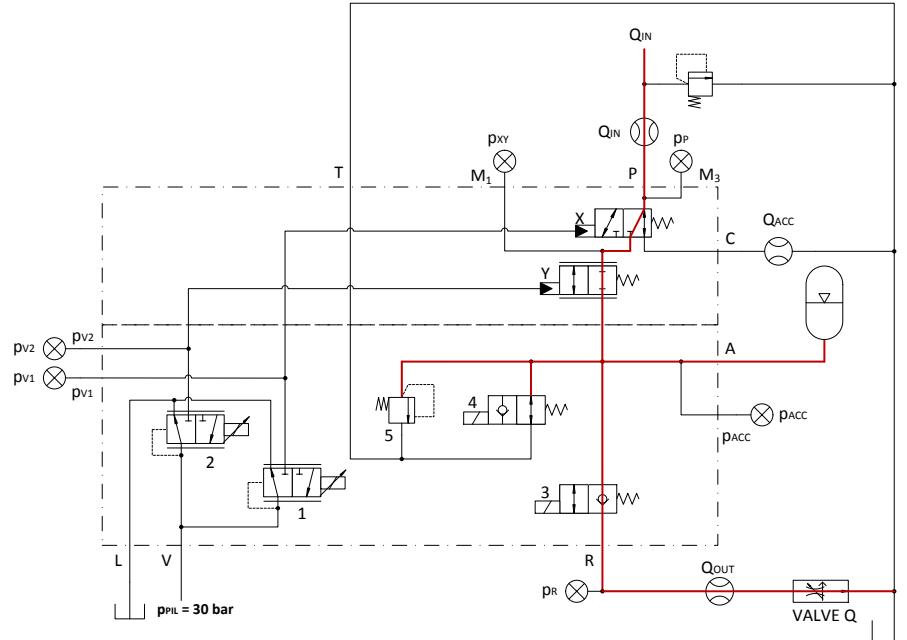 QIN
QIN
pXY
pP
T
M1
P
M3
X
QACC
C
Y
pV2
pV2
A
pV1
pV1
4
5
pACC
pACC
2
3
1
L
V
R
QOUT
pR
pPIL = 30 bar
VALVE Q